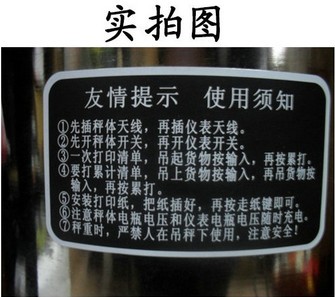 实拍图
友情提示 使用须知
①先插秤体天线，再插仪表天线。
②先开秤体开关，再开仪表开关。
③一次打印清单，吊起货物按输入，再按累打。
④要打累计清单，吊上货物按输入，再吊货物按
输入，再按累打。
⑤安装打印纸，把纸插好，再按走纸键即可。
⑥注意秤体电瓶电压和仪表电瓶电压随时充电。
⑦秤重时，严禁人在吊秤下使用，注意安全！